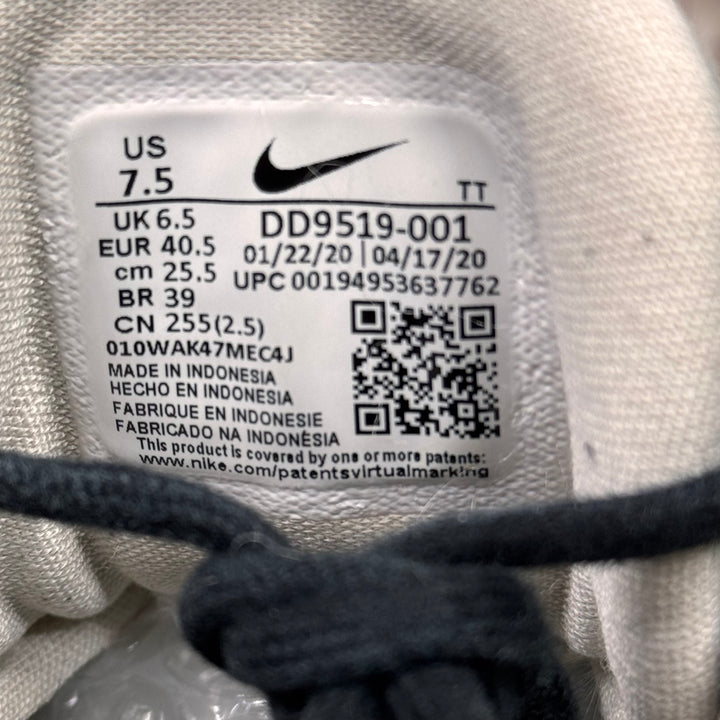 US
7.5
TT
UK 6.5
EUR 40.5
cm 25.5
BR 39
CN 255(2.5)
DD9519-001
01/22/20 | 04/17/20
UPC 00194953637762
010WAK47MEC4J
MADE IN INDONESIA
HECHO EN INDONESIA
FABRIQUE EN INDONESIE
FABRICADO NA INDONÉSIA
This product is covered by one or more patents:
www.nike.com/patentsvirtualmarking